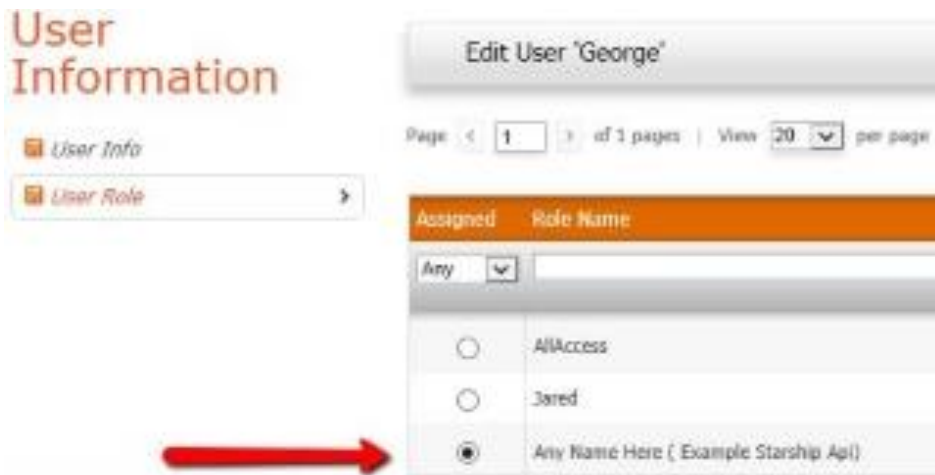 User
Information
User Info
User Role
Edit User 'George'
Page < 1 > of 1 pages | View 20 per page
Assigned Role Name
Any
AllAccess
Jared
Any Name Here ( Example Starship Api)